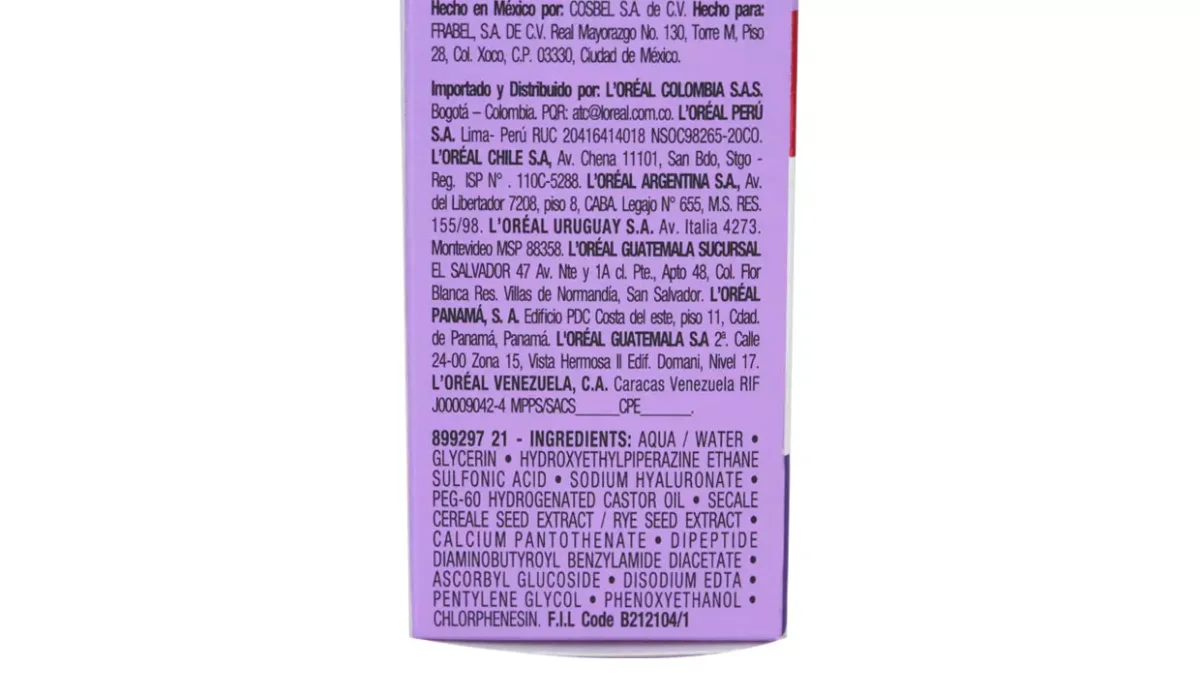 Hecho en México por: COSBEL S.A. de C.V. Hecho para:
FRABEL, S.A. DE C.V. Real Mayorazgo No. 130, Torre M, Piso
28, Col. Xoco, C.P. 03330, Ciudad de México.
Importado y Distribuido por: L'ORÉAL COLOMBIA S.A.S.
Bogotá – Colombia. PQR: atc@loreal.com.co. L'ORÉAL PERÚ
S.A. Lima- Perú RUC 20416414018 NSOC98265-20CO.
L'ORÉAL CHILE S.A, Av. Chena 11101, San Bdo, Stgo -
Reg. ISP N° . 110C-5288. L'ORÉAL ARGENTINA S.A., Av.
del Libertador 7208, piso 8, CABA. Legajo N° 655, M.S. RES.
155/98. L'ORÉAL URUGUAY S.A. Av. Italia 4273.
Montevideo MSP 88358. L'ORÉAL GUATEMALA SUCURSAL
EL SALVADOR 47 Av. Nte y 1A cl. Pte., Apto 48, Col. Flor
Blanca Res. Villas de Normandía, San Salvador. L'ORÉAL
PANAMÁ, S. A. Edificio PDC Costa del este, piso 11, Cdad.
de Panamá, Panamá. L'ORÉAL GUATEMALA S.A 2ª. Calle
24-00 Zona 15, Vista Hermosa II Edif. Domani, Nivel 17.
L'ORÉAL VENEZUELA, C.A. Caracas Venezuela RIF
J00009042-4 MPPS/SACS______CPE_______.
899297 21 - INGREDIENTS: AQUA / WATER •
GLYCERIN • HYDROXYETHYLPIPERAZINE ETHANE
SULFONIC ACID • SODIUM HYALURONATE •
PEG-60 HYDROGENATED CASTOR OIL • SECALE
CEREALE SEED EXTRACT / RYE SEED EXTRACT •
CALCIUM PANTOTHENATE • DIPEPTIDE
DIAMINOBUTYROYL BENZYLAMIDE DIACETATE •
ASCORBYL GLUCOSIDE • DISODIUM EDTA •
PENTYLENE GLYCOL • PHENOXYETHANOL •
CHLORPHENESIN. F.I.L Code B212104/1